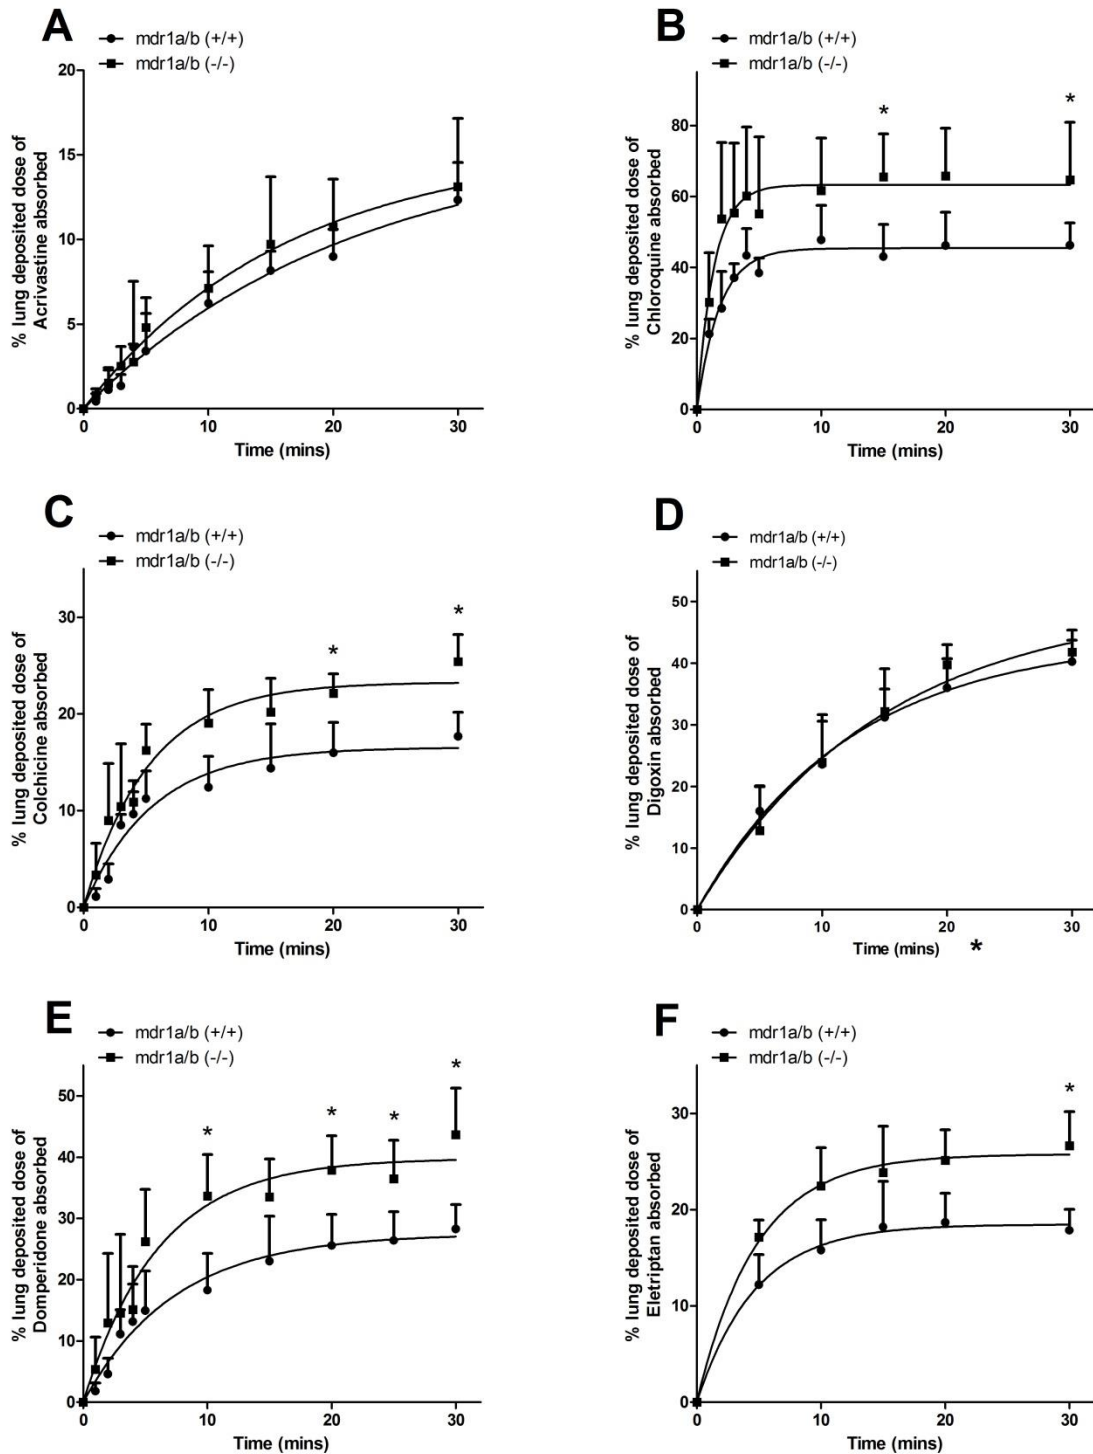 A
mdr1a/b (+/+)
mdr1a/b (-/-)
% lung deposited dose of
Acrivastine absorbed
20
15
10
5
0
0 10 20 30
Time (mins)
B
mdr1a/b (+/+)
mdr1a/b (-/-)
% lung deposited dose of
Chloroquine absorbed
* *
80
60
40
20
0
0 10 20 30
Time (mins)
C
mdr1a/b (+/+)
mdr1a/b (-/-)
% lung deposited dose of
Colchicine absorbed
* *
30
20
10
0
0 10 20 30
Time (mins)
D
mdr1a/b (+/+)
mdr1a/b (-/-)
% lung deposited dose of
Digoxin absorbed
50
40
30
20
10
0
0 10 20 30
Time (mins) *
E
mdr1a/b (+/+)
mdr1a/b (-/-)
% lung deposited dose of
Domperidone absorbed
* * * *
50
40
30
20
10
0
0 10 20 30
Time (mins)
F
mdr1a/b (+/+)
mdr1a/b (-/-)
% lung deposited dose of
Eletriptan absorbed
*
30
20
10
0
0 10 20 30
Time (mins)